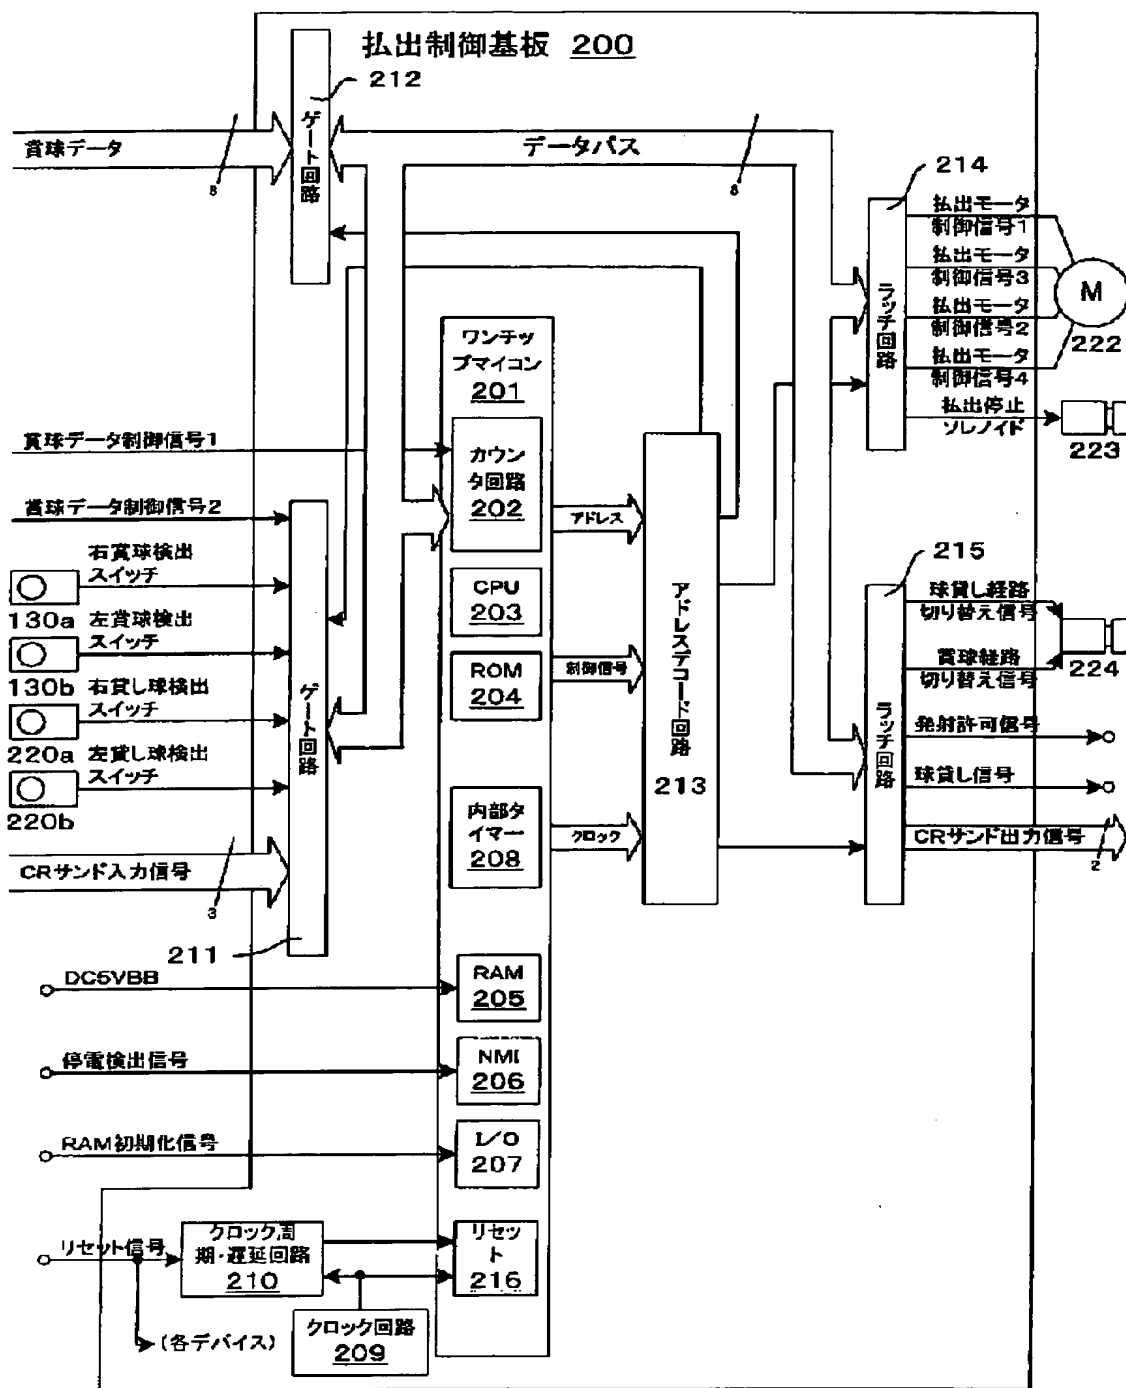 払出制御基板 200
212
ゲート回路
賞球データ
8
データバス
8
214
ラッチ回路
払出モータ
制御信号1
払出モータ
制御信号3
払出モータ
制御信号2
払出モータ
制御信号4
M
222
払出停止
ソレノイド
223
ワンチッ
プマイコン
201
賞球データ制御信号1
カウン
タ回路
202
賞球データ制御信号2
右賞球検出
スイッチ
130a
左賞球検出
スイッチ
130b
右貸し球検出
スイッチ
220a
左貸し球検出
スイッチ
220b
CRサンド入力信号
3
ゲート回路
211
CPU
203
ROM
204
内部タ
イマー
208
アドレス
制御信号
クロック
アドレスデコード回路
213
215
ラッチ回路
球貸し経路
切り替え信号
賞球経路
切り替え信号
224
発射許可信号
球貸し信号
CRサンド出力信号
2
DC5VBB
RAM
205
停電検出信号
NMI
206
RAM初期化信号
I/O
207
リセット信号
クロック周
期・遅延回路
210
リセッ
ト
216
(各デバイス)
クロック回路
209